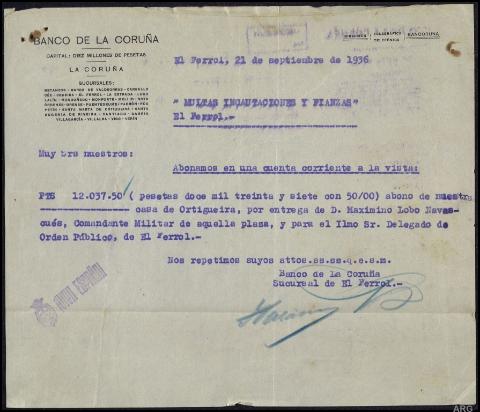 BANCO DE LA CORUÑA
CAPITAL: DIEZ MILLONES DE PESETAS
LA CORUÑA
SUCURSALES:
TELEGRÁFICA
BANCORUÑA
El Ferrol, 21 de septiembre de 1936
" MULTAS INCAUTACIONES Y FIANZAS"
El Ferrol.-
Muy srs nuestros:
Abonamos en una cuenta corriente a la vista:
PTS 12.037.50 ( pesetas doce mil treinta y siete con 50/00) abono de nuestra
casa de Ortigueira, por entrega de D. Maximino Lobo Navas-
cués, Comandante Militar de aquella plaza, y para el Ilmo Sr. Delegado de
Orden Público, de El Ferrol.-
Nos repetimos suyos attos.ss.ss.q.e.s.m.
Banco de la Coruña
Sucursal de El Ferrol.-
ESPAÑOL
ARG